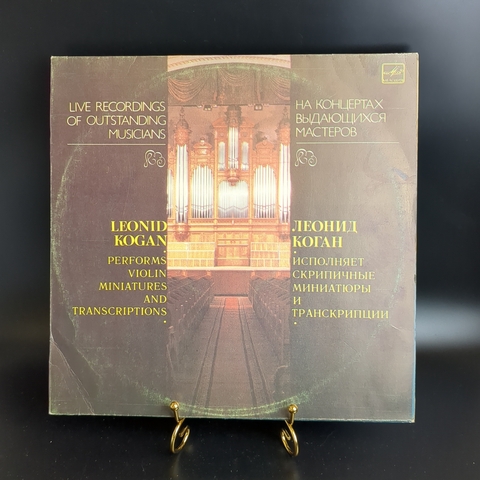 LIVE RECORDINGS
OF OUTSTANDING
MUSICIANS
LEONID
KOGAN
PERFORMS
VIOLIN
MINIATURES
AND
TRANSCRIPTIONS
НА КОНЦЕРТАХ
ВЫДАЮЩИХСЯ
МАСТЕРОВ
ЛЕОНИД
КОГАН
ИСПОЛНЯЕТ
СКРИПИЧНЫЕ
МИНИАТЮРЫ
И
ТРАНСКРИПЦИИ